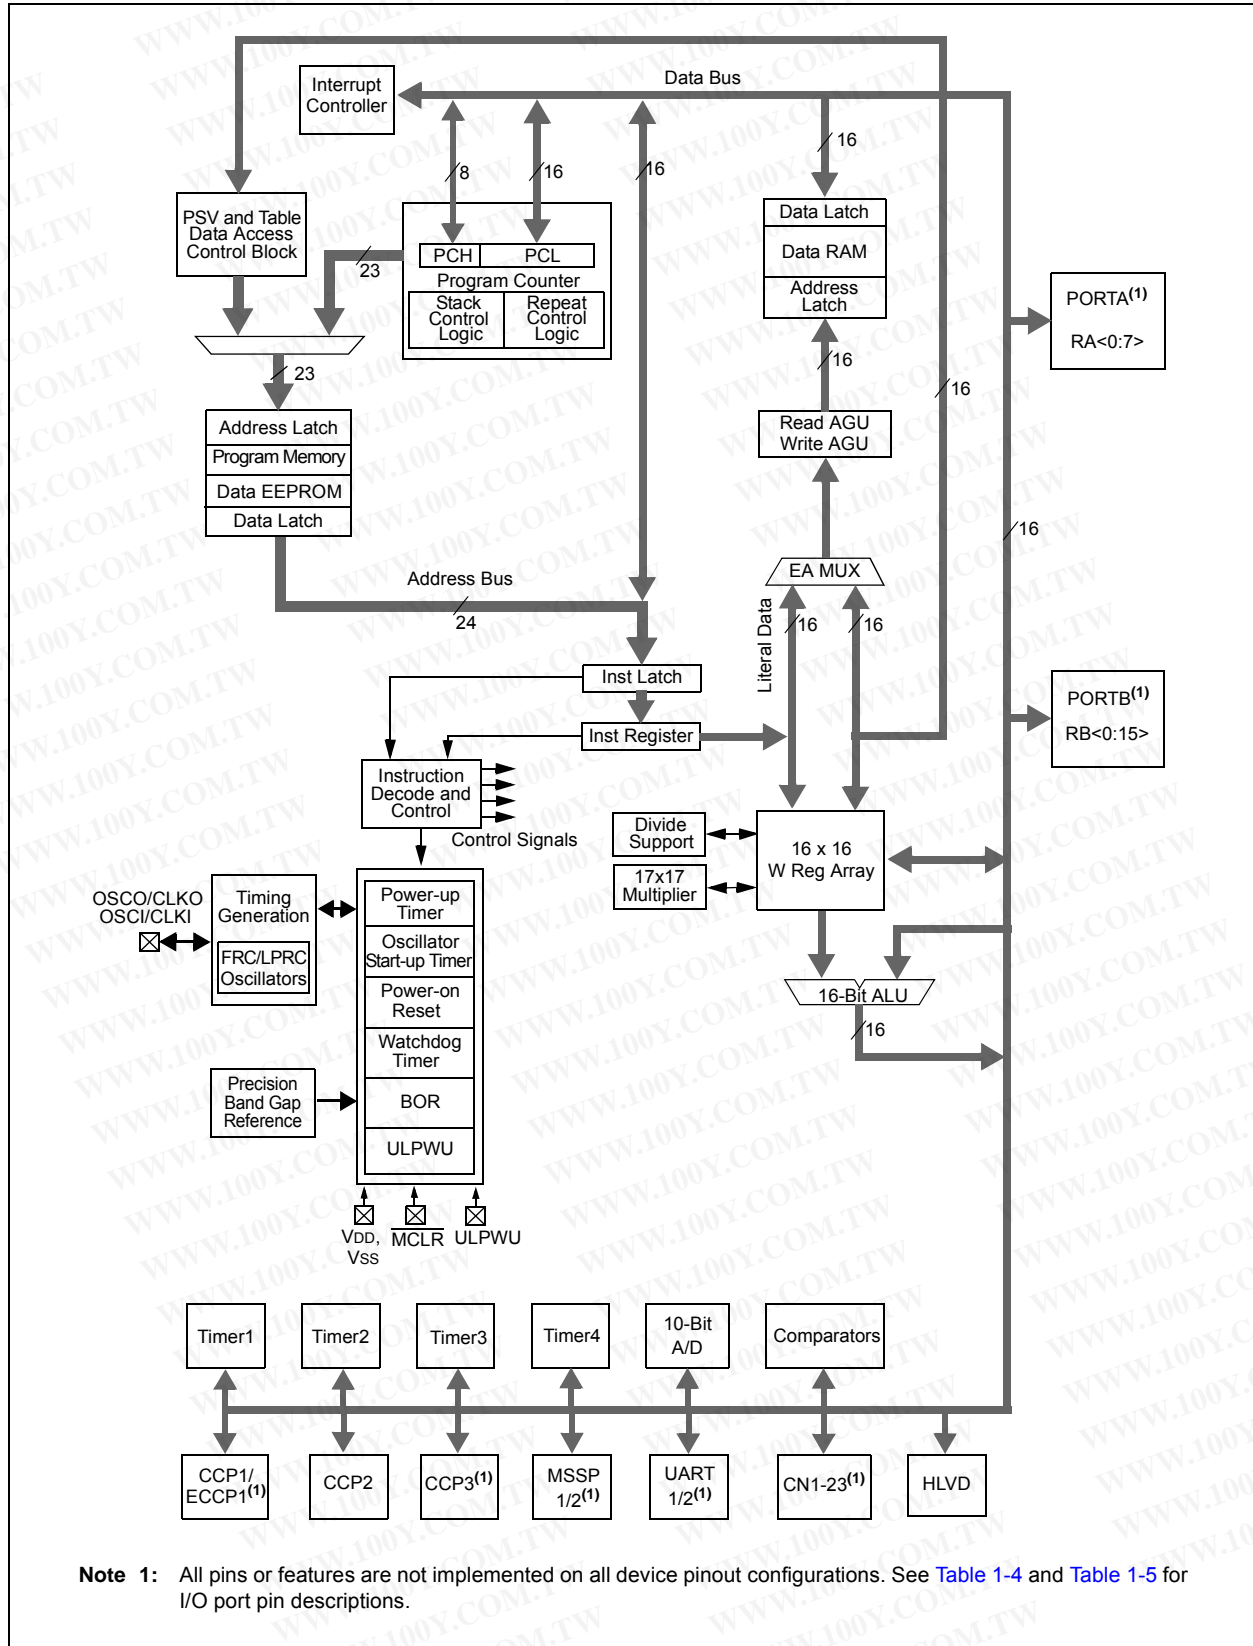 Data Bus
Interrupt
Controller
16
8
16
16
PSV and Table
Data Access
Control Block
Data Latch
Data RAM
Address
Latch
23
PCH
PCL
Program Counter
Stack
Control
Logic
Repeat
Control
Logic
PORTA(1)
RA<0:7>
16
23
16
Address Latch
Program Memory
Data EEPROM
Data Latch
Read AGU
Write AGU
16
EA MUX
Address Bus
24
Literal Data
16
16
Inst Latch
Inst Register
PORTB(1)
RB<0:15>
Instruction
Decode and
Control
Control Signals
Divide
Support
17x17
Multiplier
16 x 16
W Reg Array
OSCO/CLKO
OSCI/CLKI
Timing
Generation
FRC/LPRC
Oscillators
Power-up
Timer
Oscillator
Start-up Timer
Power-on
Reset
Watchdog
Timer
BOR
ULPWU
16-Bit ALU
16
Precision
Band Gap
Reference
VDD,
VSS
MCLR
ULPWU
Timer1
Timer2
Timer3
Timer4
10-Bit
A/D
Comparators
CCP1/
ECCP1(1)
CCP2
CCP3(1)
MSSP
1/2(1)
UART
1/2(1)
CN1-23(1)
HLVD
Note 1: All pins or features are not implemented on all device pinout configurations. See Table 1-4 and Table 1-5 for
I/O port pin descriptions.
WWW.100Y.COM.TW